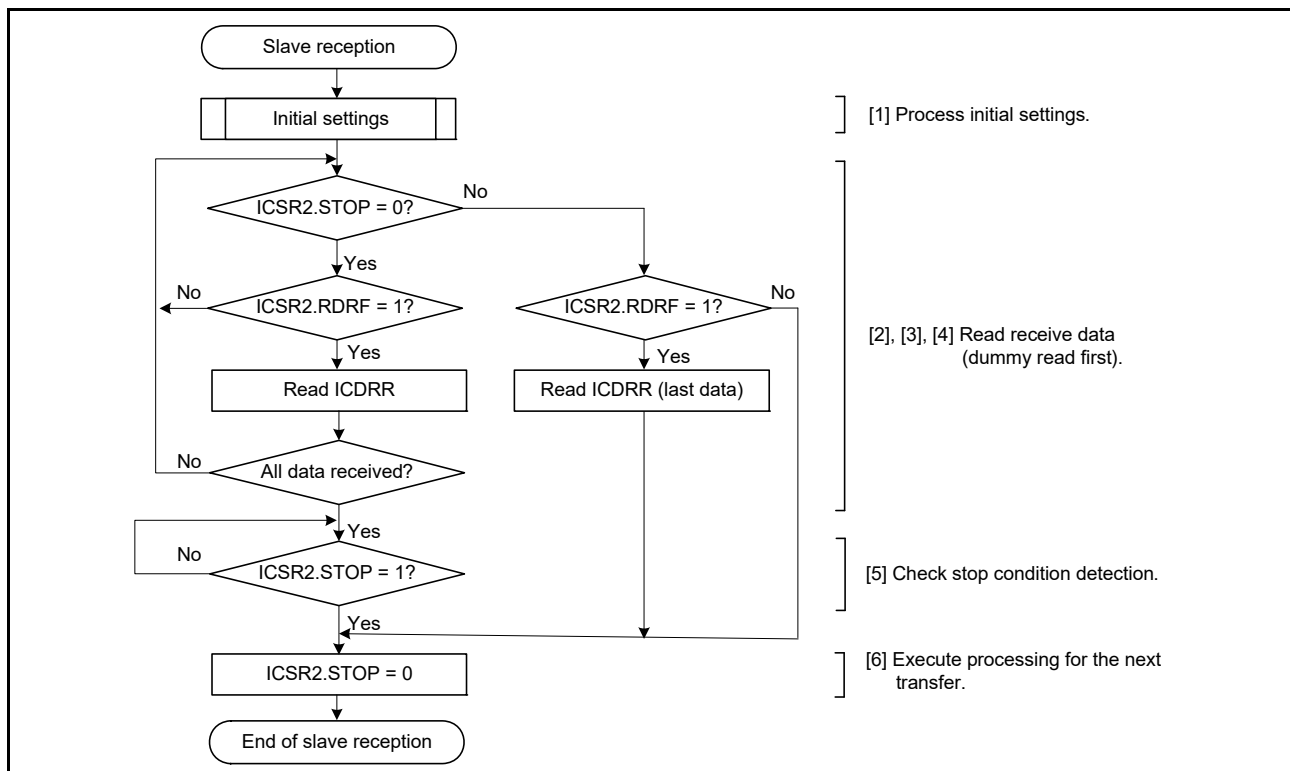 Slave reception
Initial settings
[1] Process initial settings.
ICSR2.STOP = 0?
No
Yes
No
ICSR2.RDRF = 1?
ICSR2.RDRF = 1?
No
Yes
Yes
[2], [3], [4] Read receive data
(dummy read first).
Read ICDRR
Read ICDRR (last data)
No
All data received?
Yes
No
ICSR2.STOP = 1?
[5] Check stop condition detection.
Yes
ICSR2.STOP = 0
[6] Execute processing for the next
transfer.
End of slave reception